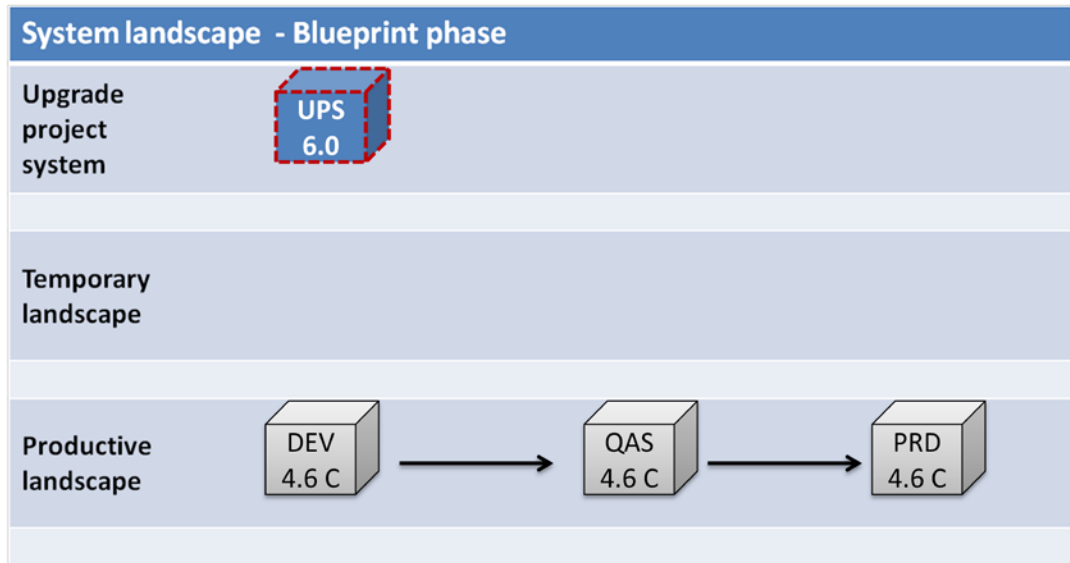 System landscape - Blueprint phase
Upgrade
project
system
UPS
6.0
Temporary
landscape
Productive
landscape
DEV
4.6 C
QAS
4.6 C
PRD
4.6 C